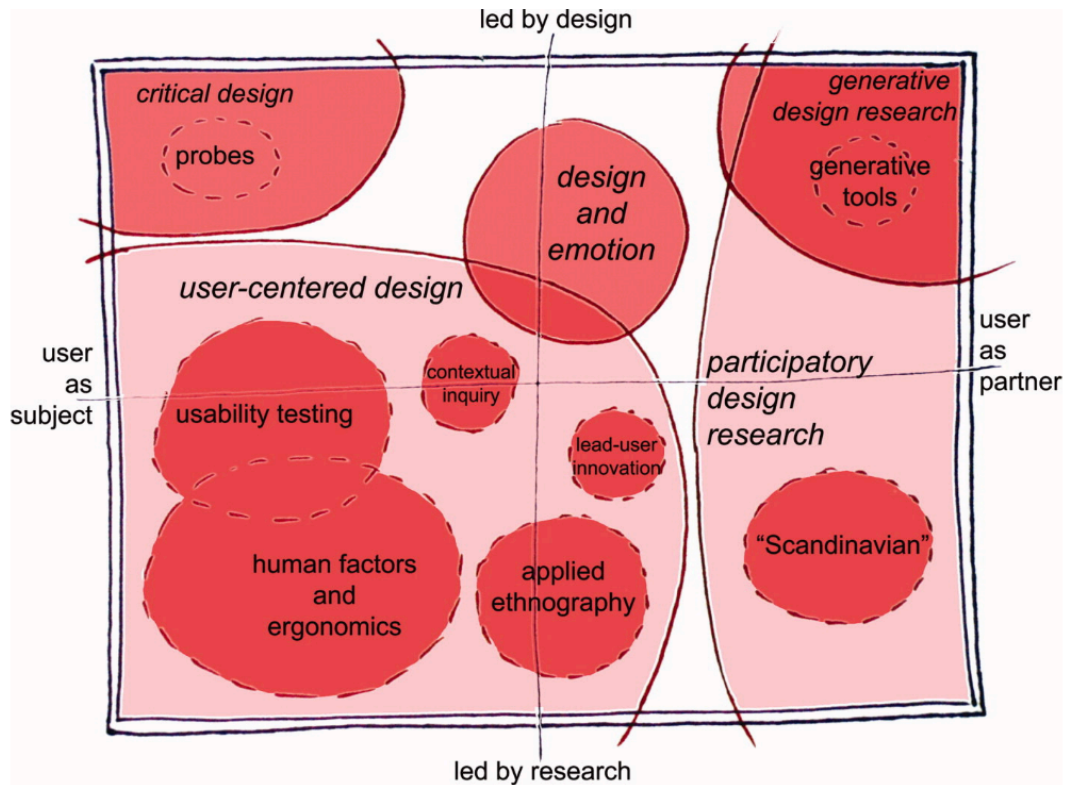 led by design
critical design
probes
generative
design research
generative
tools
design
and
emotion
user-centered design
user
as
subject
user
as
partner
contextual
inquiry
usability testing
participatory
design
research
lead-user
innovation
human factors
and
ergonomics
applied
ethnography
“Scandinavian”
led by research